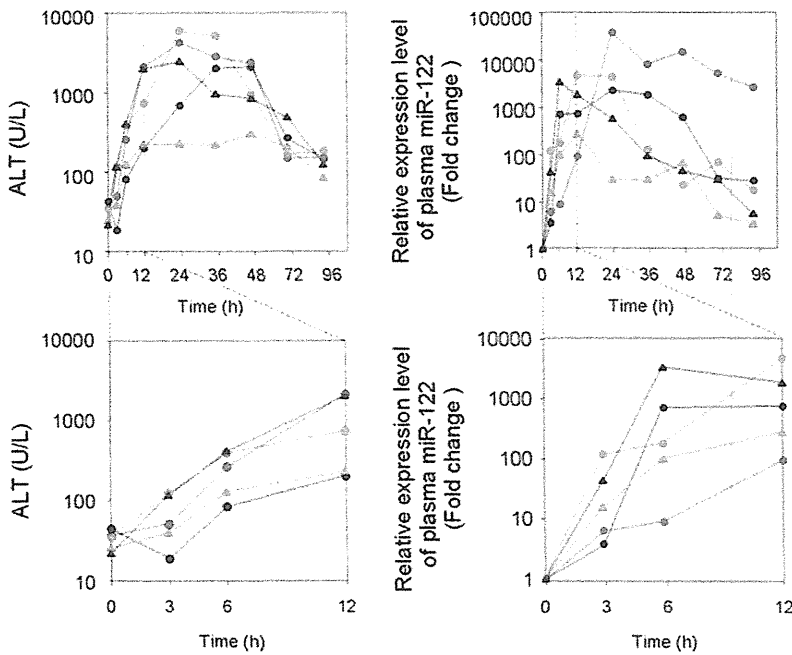 ALT (U/L)
10000
1000
100
10
0 12 24 36 48 72 96
Time (h)
Relative expression level
of plasma miR-122
(Fold change )
100000
10000
1000
100
10
1
0 12 24 36 48 72 96
Time (h)
ALT (U/L)
10000
1000
100
10
0 3 6 12
Time (h)
Relative expression level
of plasma miR-122
(Fold change )
10000
1000
100
10
1
0 3 6 12
Time (h)